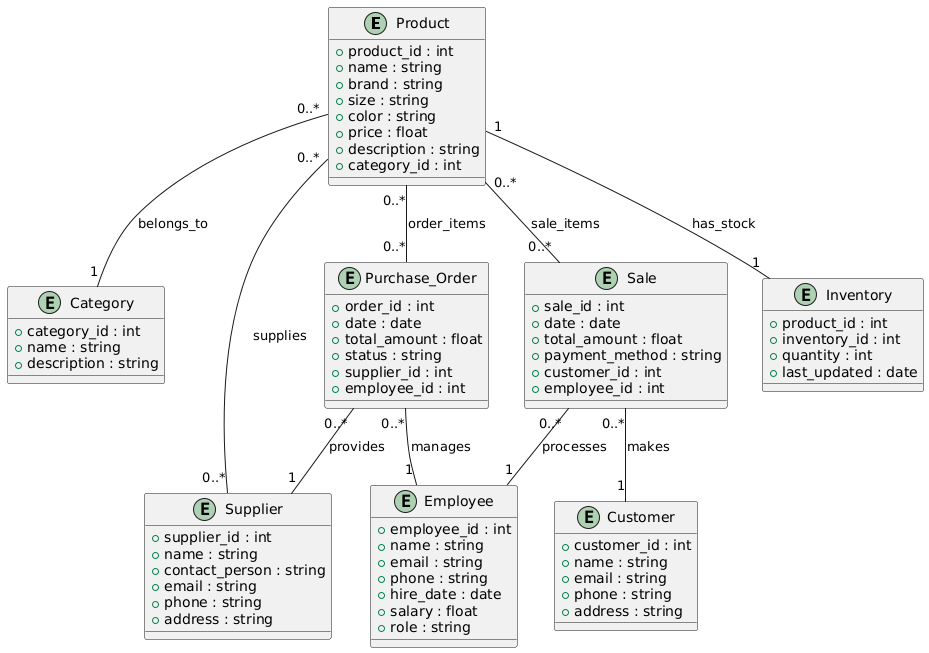 E Product
product_id : int
name : string
brand : string
size : string
color : string
price : float
description : string
category_id : int
0..*
0..*
1
0..*
0..*
belongs_to
order_items
sale_items
has_stock
1
0..*
0..*
1
E Category
category_id : int
name : string
description : string
supplies
E Purchase_Order
order_id : int
date : date
total_amount : float
status : string
supplier_id : int
employee_id : int
E Sale
sale_id : int
date : date
total_amount : float
payment_method : string
customer_id : int
employee_id : int
E Inventory
product_id : int
inventory_id : int
quantity : int
last_updated : date
0..*
0..*
0..*
0..*
provides
manages
processes
makes
0..*
1
1
1
1
E Supplier
supplier_id : int
name : string
contact_person : string
email : string
phone : string
address : string
E Employee
employee_id : int
name : string
email : string
phone : string
hire_date : date
salary : float
role : string
E Customer
customer_id : int
name : string
email : string
phone : string
address : string